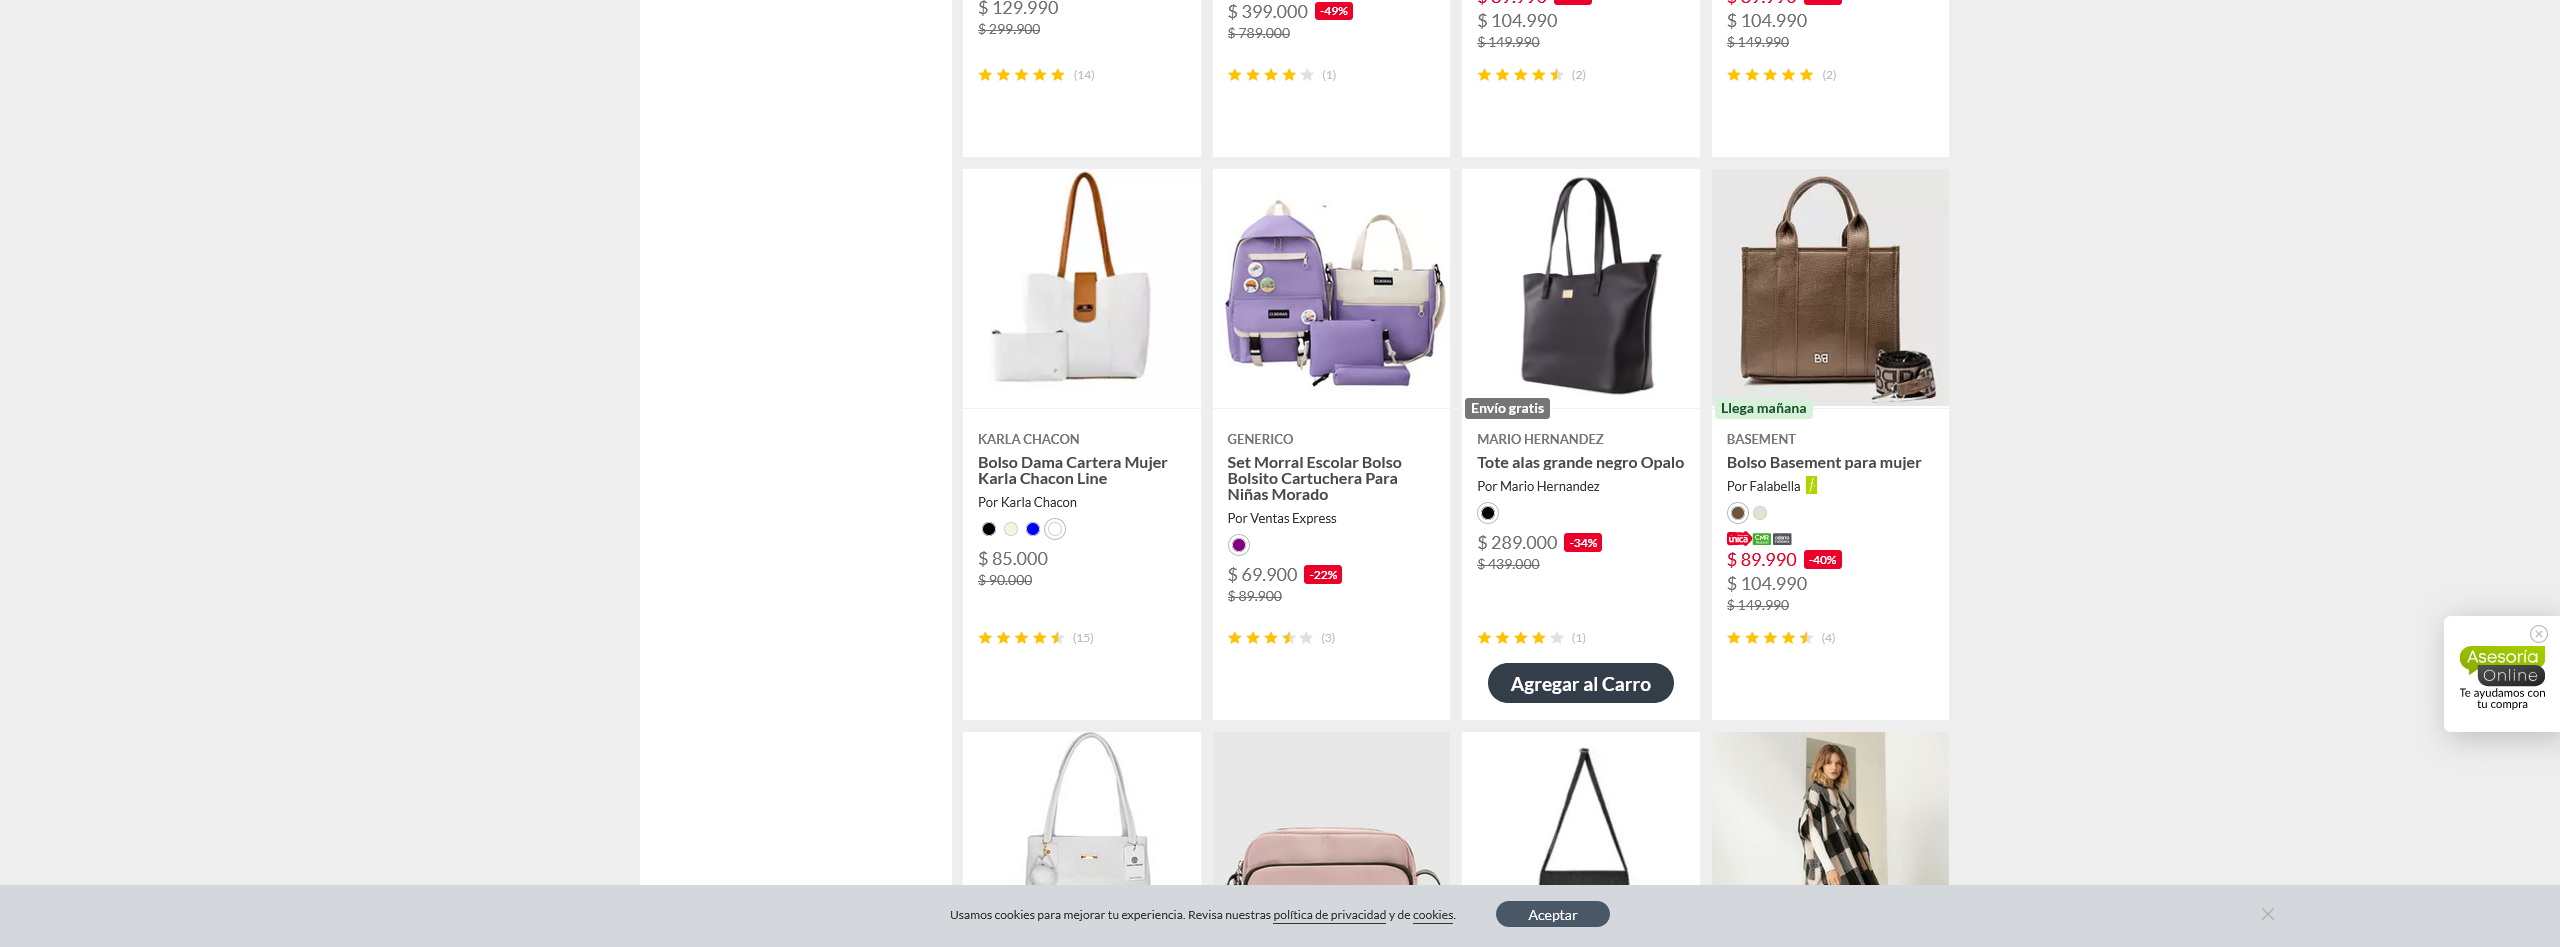 $ 129.990
$ 299.900
(14)
$ 399.000 -49%
$ 789.000
(1)
$ 104.990
$ 149.990
(2)
$ 104.990
$ 149.990
(2)
KARLA CHACON
Bolso Dama Cartera Mujer
Karla Chacon Line
Por Karla Chacon
$ 85.000
$ 90.000
(15)
GENERICO
Set Morral Escolar Bolso
Bolsito Cartuchera Para
Niñas Morado
Por Ventas Express
$ 69.900 -22%
$ 89.900
(3)
Envío gratis
MARIO HERNANDEZ
Tote alas grande negro Opalo
Por Mario Hernandez
$ 289.000 -34%
$ 439.000
(1)
Agregar al Carro
Llega mañana
BASEMENT
Bolso Basement para mujer
Por Falabella
única CMR
$ 89.990 -40%
$ 104.990
$ 149.990
(4)
Asesoría
Online
Te ayudamos con
tu compra
Usamos cookies para mejorar tu experiencia. Revisa nuestras política de privacidad y de cookies.
Aceptar